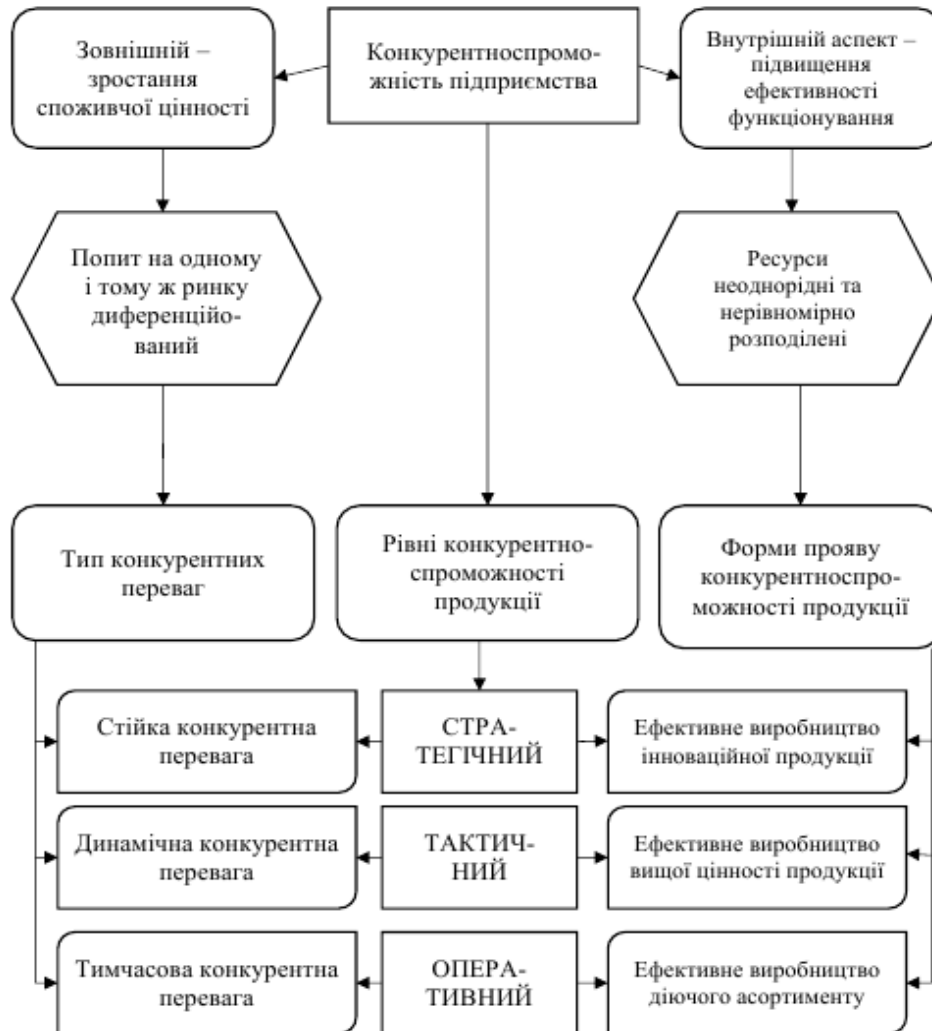 Зовнішній –
зростання
споживчої цінності
Конкурентноспромо-
жність підприємства
Внутрішній аспект –
підвищення
ефективності
функціонування
Попит на одному
і тому ж ринку
диференційо-
ваний
Ресурси
неоднорідні та
нерівномірно
розподілені
Тип конкурентних
переваг
Рівні конкурентно-
спроможності
продукції
Форми прояву
конкурентноспро-
можності продукції
Стійка конкурентна
перевага
СТРА-
ТЕГІЧНИЙ
Ефективне виробництво
інноваційної продукції
Динамічна конкурентна
перевага
ТАКТИЧ-
НИЙ
Ефективне виробництво
вищої цінності продукції
Тимчасова конкурентна
перевага
ОПЕРА-
ТИВНИЙ
Ефективне виробництво
діючого асортименту